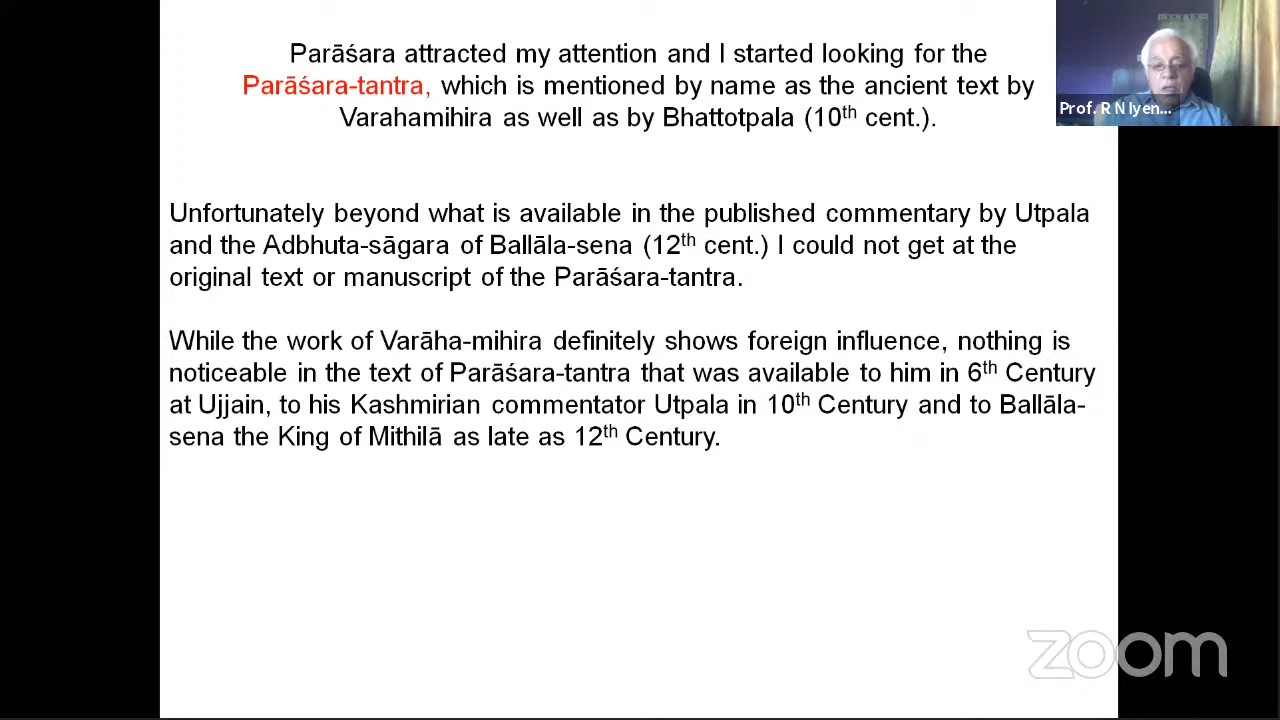 Parāśara attracted my attention and I started looking for the
Parāśara-tantra, which is mentioned by name as the ancient text by
Varahamihira as well as by Bhattotpala (10th cent.).
Prof. R N Iyen...
Unfortunately beyond what is available in the published commentary by Utpala
and the Adbhuta-sāgara of Ballāla-sena (12th cent.) I could not get at the
original text or manuscript of the Parāśara-tantra.
While the work of Varāha-mihira definitely shows foreign influence, nothing is
noticeable in the text of Parāśara-tantra that was available to him in 6th Century
at Ujjain, to his Kashmirian commentator Utpala in 10th Century and to Ballāla-
sena the King of Mithilā as late as 12th Century.
zoom